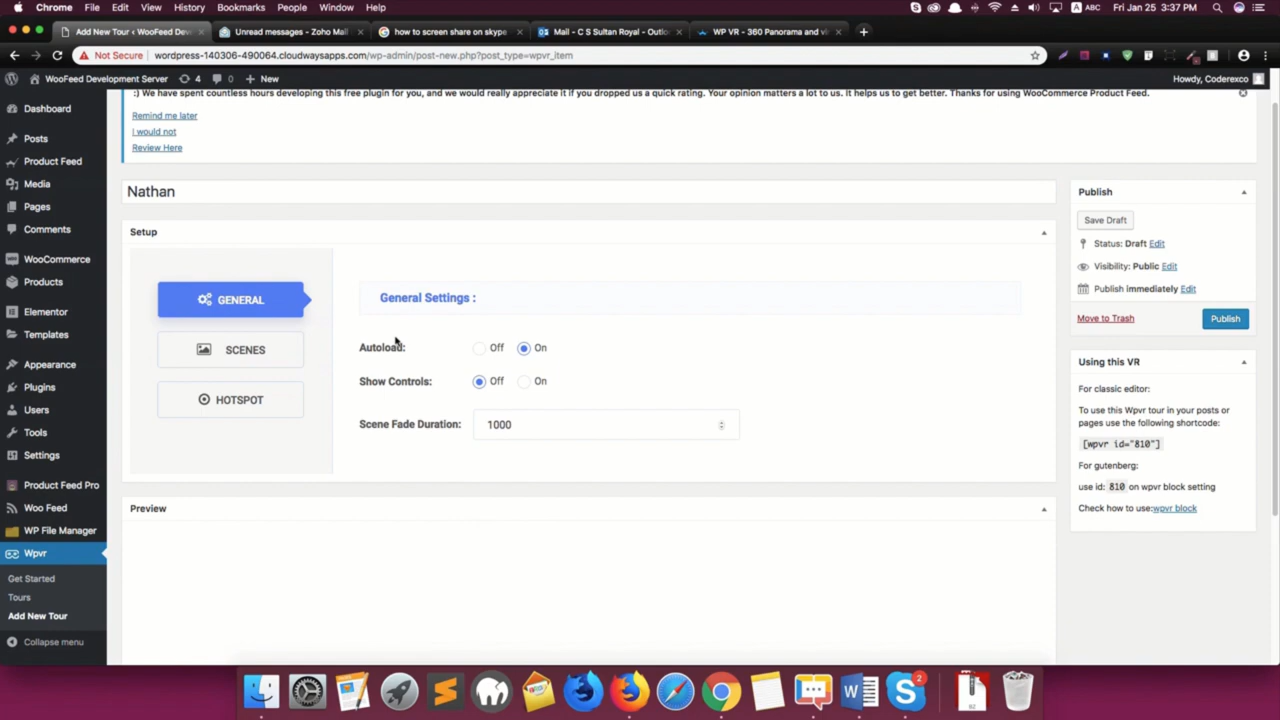 Chrome File Edit View History Bookmarks People Window Help
ABC Fri Jan 25 3:37 PM
Add New Tour ‹ WooFeed Deve
Unread messages - Zoho Mail
how to screen share on skype
Mail - C S Sultan Royal - Outlo
WP VR - 360 Panorama and vi
Not Secure wordpress-140306-490064.cloudwaysapps.com/wp-admin/post-new.php?post_type=wpvr_item
WooFeed Development Server 4 0 New Howdy, Coderexco
:) We have spent countless hours developing this free plugin for you, and we would really appreciate it if you dropped us a quick rating. Your opinion matters a lot to us. It helps us to get better. Thanks for using WooCommerce Product Feed.
Remind me later
I would not
Review Here
Dashboard
Posts
Product Feed
Media
Pages
Comments
WooCommerce
Products
Elementor
Templates
Appearance
Plugins
Users
Tools
Settings
Product Feed Pro
Woo Feed
WP File Manager
Wpvr
Get Started
Tours
Add New Tour
Collapse menu
Nathan
Setup
GENERAL
SCENES
HOTSPOT
General Settings :
Autoload: Off On
Show Controls: Off On
Scene Fade Duration: 1000
Preview
Publish
Save Draft
Status: Draft Edit
Visibility: Public Edit
Publish immediately Edit
Move to Trash Publish
Using this VR
For classic editor:
To use this Wpvr tour in your posts or
pages use the following shortcode:
[wpvr id="810"]
For gutenberg:
use id: 810 on wpvr block setting
Check how to use:wpvr block
2